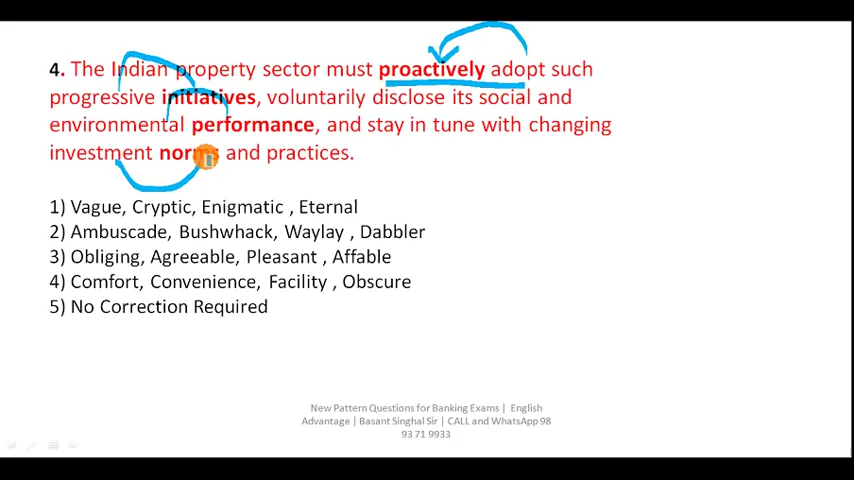 4. The Indian property sector must proactively adopt such
progressive initiatives, voluntarily disclose its social and
environmental performance, and stay in tune with changing
investment norms and practices.
1) Vague, Cryptic, Enigmatic , Eternal
2) Ambuscade, Bushwhack, Waylay , Dabbler
3) Obliging, Agreeable, Pleasant , Affable
4) Comfort, Convenience, Facility , Obscure
5) No Correction Required
New Pattern Questions for Banking Exams | English
Advantage | Basant Singhal Sir | CALL and WhatsApp 98
93 71 9933